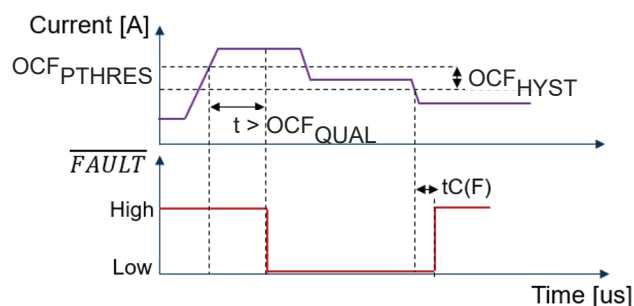 Current [A]
OCFPTHRES
OCFHYST
t > OCFQUAL
FAULT
tC(F)
High
Low
Time [us]